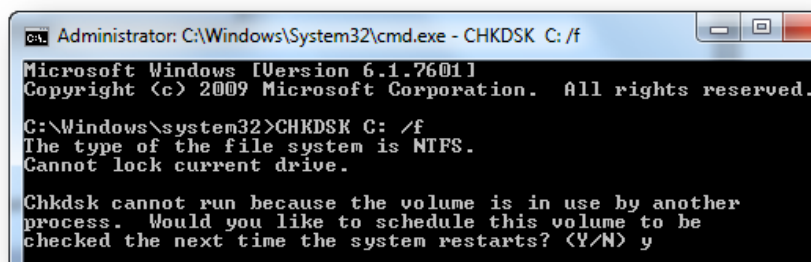 Administrator: C:\Windows\System32\cmd.exe - CHKDSK  C: /f
Microsoft Windows [Version 6.1.7601]
Copyright (c) 2009 Microsoft Corporation.  All rights reserved.
C:\Windows\system32>CHKDSK C: /f
The type of the file system is NTFS.
Cannot lock current drive.
Chkdsk cannot run because the volume is in use by another
process.  Would you like to schedule this volume to be
checked the next time the system restarts? (Y/N) y